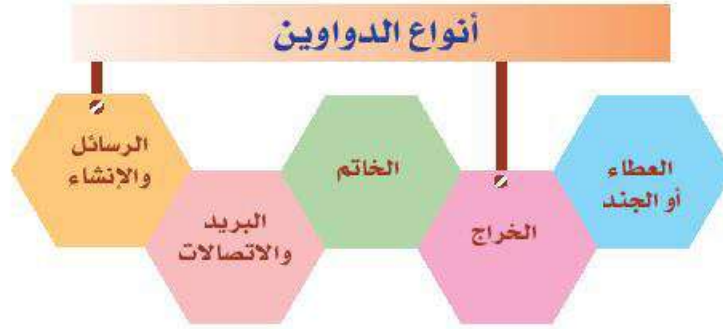 أنواع الدواوين
العطاء
أو الجند
الخراج
الخاتم
البريد
والاتصالات
الرسائل
والإنشاء